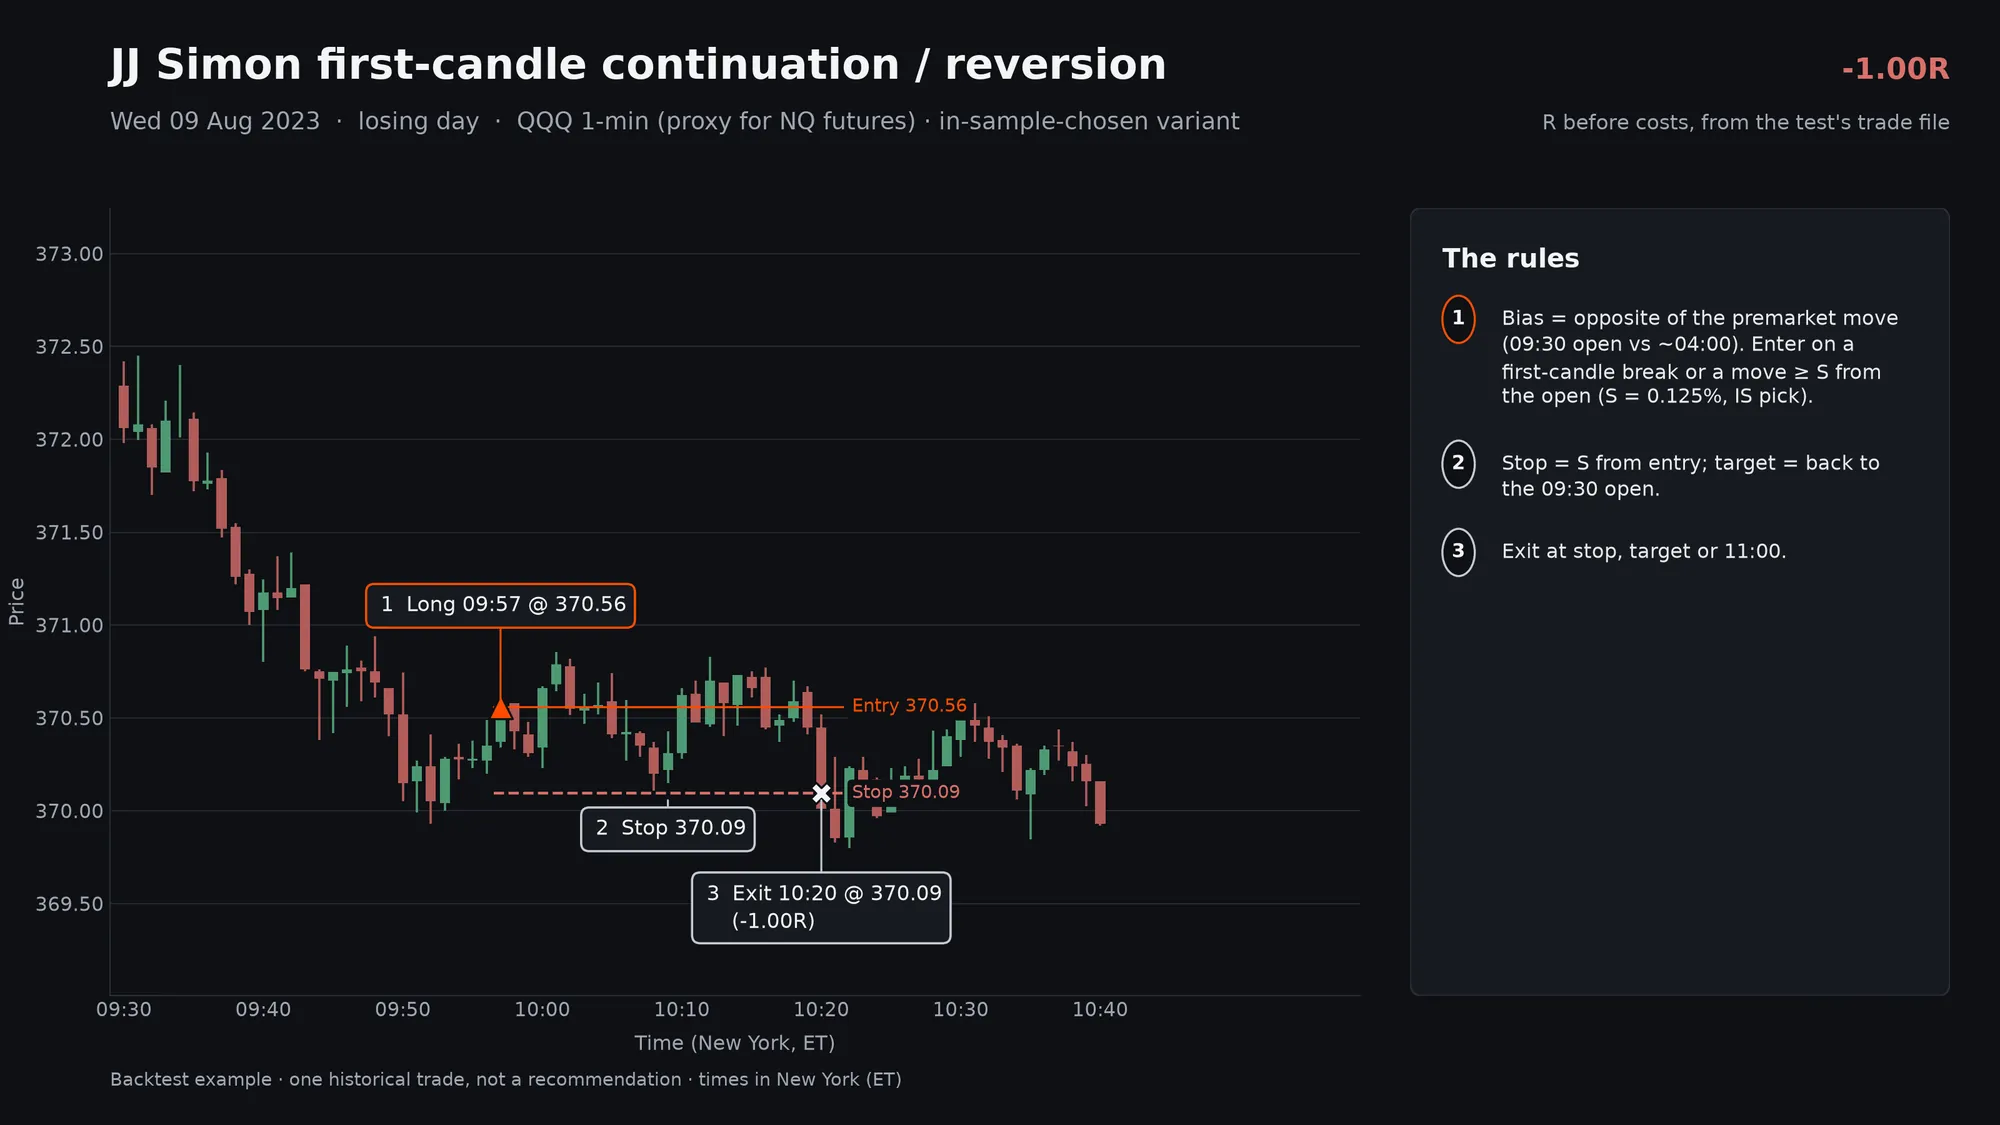 JJ Simon first-candle continuation / reversion
-1.00R
Wed 09 Aug 2023 · losing day · QQQ 1-min (proxy for NQ futures) · in-sample-chosen variant
R before costs, from the test's trade file
Price
373.00
372.50
372.00
371.50
371.00
370.50
370.00
369.50
1 Long 09:57 @ 370.56
Entry 370.56
Stop 370.09
2 Stop 370.09
3 Exit 10:20 @ 370.09
(-1.00R)
09:30
09:40
09:50
10:00
10:10
10:20
10:30
10:40
Time (New York, ET)
The rules
1 Bias = opposite of the premarket move
(09:30 open vs ~04:00). Enter on a
first-candle break or a move ≥ S from
the open (S = 0.125%, IS pick).
2 Stop = S from entry; target = back to
the 09:30 open.
3 Exit at stop, target or 11:00.
Backtest example · one historical trade, not a recommendation · times in New York (ET)